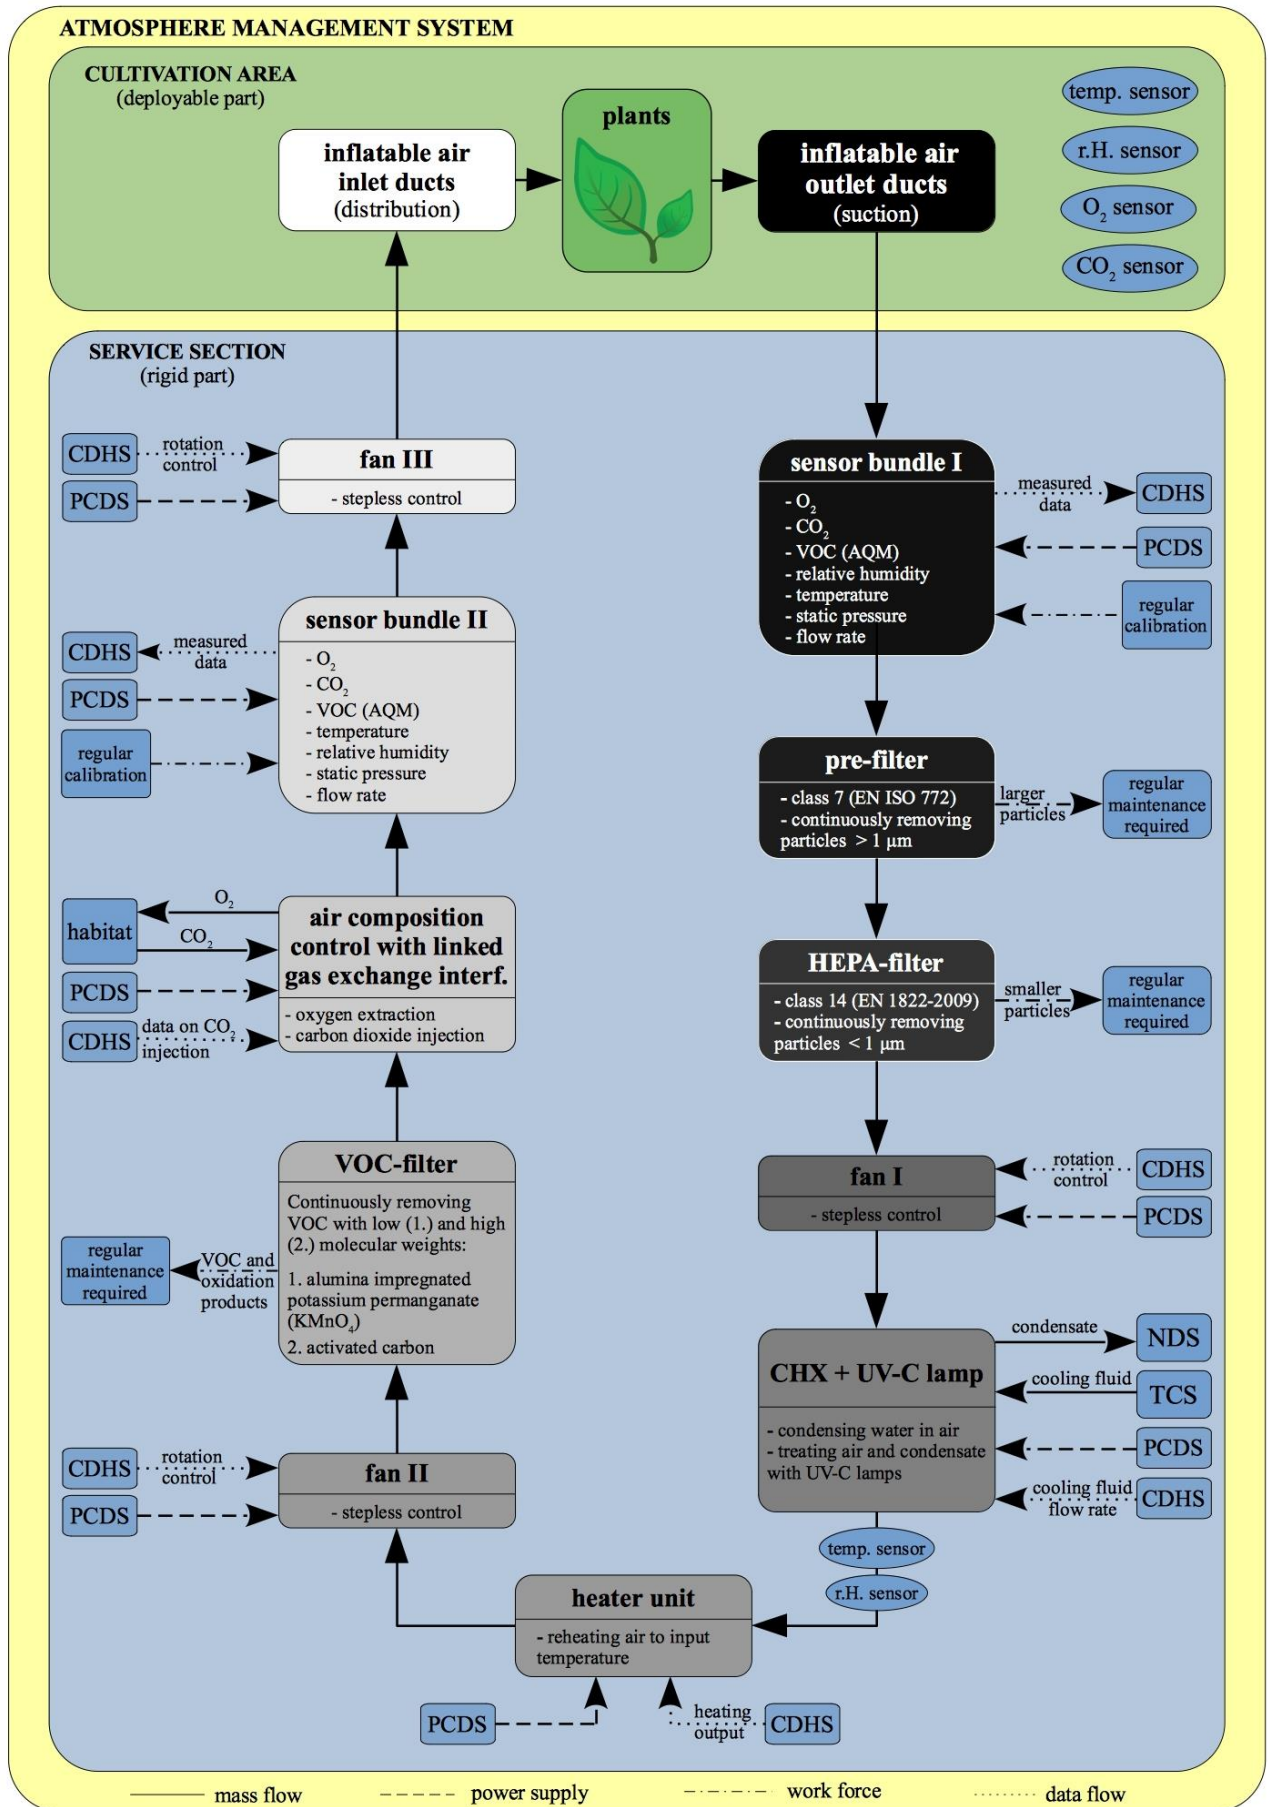 ATMOSPHERE MANAGEMENT SYSTEM
CULTIVATION AREA
(deployable part)
inflatable air
inlet ducts
(distribution)
plants
inflatable air
outlet ducts
(suction)
temp. sensor
r.H. sensor
O2 sensor
CO2 sensor
SERVICE SECTION
(rigid part)
CDHS
rotation
control
PCDS
fan III
- stepless control
CDHS
measured
data
PCDS
regular
calibration
sensor bundle II
- O2
- CO2
- VOC (AQM)
- temperature
- relative humidity
- static pressure
- flow rate
habitat
O2
CO2
PCDS
CDHS
data on CO2
injection
air composition
control with linked
gas exchange interf.
- oxygen extraction
- carbon dioxide injection
regular
maintenance
required
VOC and
oxidation
products
VOC-filter
Continuously removing
VOC with low (1.) and high
(2.) molecular weights:
1. alumina impregnated
potassium permanganate
(KMnO4)
2. activated carbon
CDHS
rotation
control
PCDS
fan II
- stepless control
sensor bundle I
- O2
- CO2
- VOC (AQM)
- relative humidity
- temperature
- static pressure
- flow rate
measured
data
CDHS
PCDS
regular
calibration
pre-filter
- class 7 (EN ISO 772)
- continuously removing
particles > 1 μm
larger
particles
regular
maintenance
required
HEPA-filter
- class 14 (EN 1822-2009)
- continuously removing
particles < 1 μm
smaller
particles
regular
maintenance
required
fan I
- stepless control
rotation
control
CDHS
PCDS
CHX + UV-C lamp
- condensing water in air
- treating air and condensate
with UV-C lamps
condensate
NDS
cooling fluid
TCS
PCDS
cooling fluid
flow rate
CDHS
temp. sensor
r.H. sensor
heater unit
- reheating air to input
temperature
PCDS
heating
output
CDHS
mass flow
power supply
work force
data flow